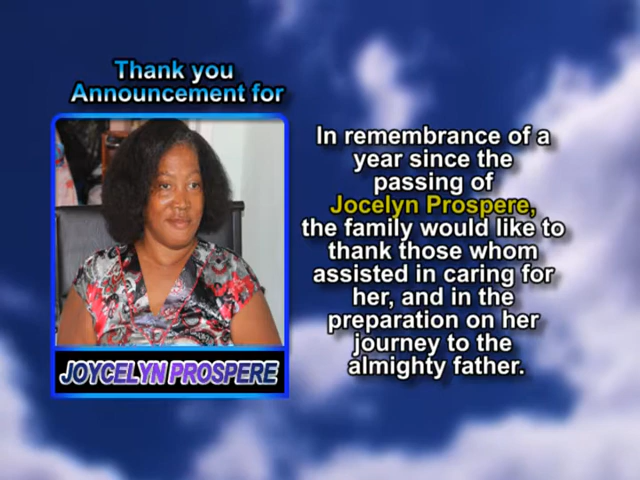 Thank you
Announcement for
JOYCELYN PROSPERE
In remembrance of a
year since the
passing of
Jocelyn Prospere,
the family would like to
thank those whom
assisted in caring for
her, and in the
preparation on her
journey to the
almighty father.